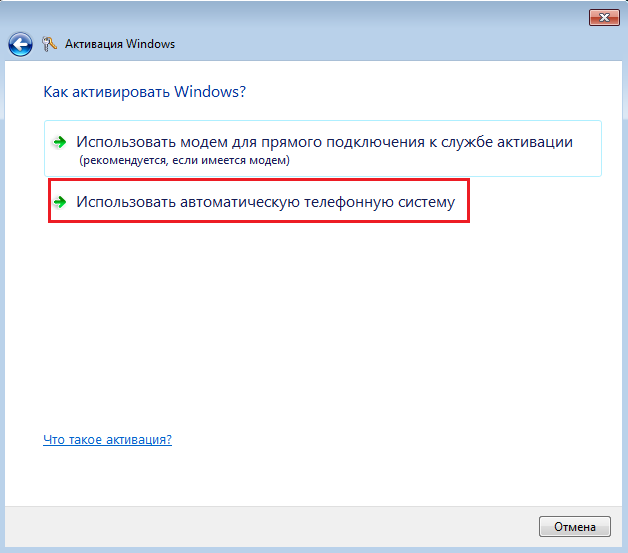 Активация Windows
Как активировать Windows?
Использовать модем для прямого подключения к службе активации
(рекомендуется, если имеется модем)
Использовать автоматическую телефонную систему
Что такое активация?
Отмена